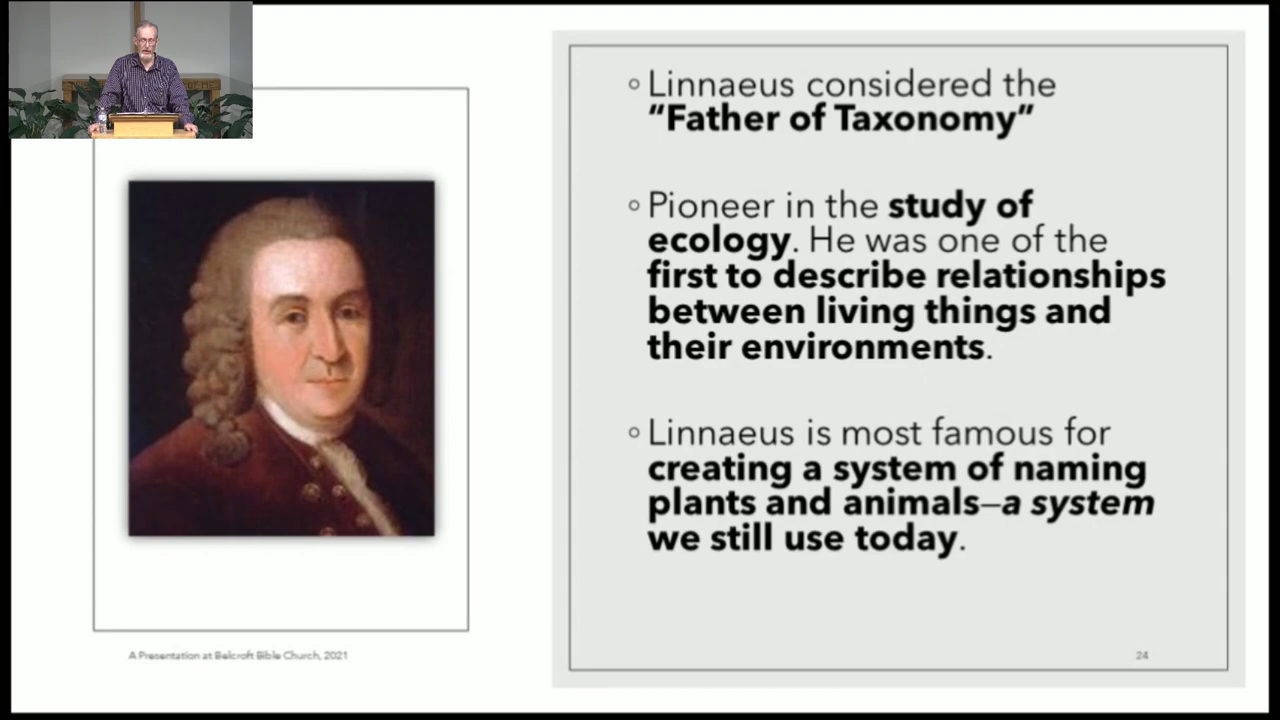 ◦ Linnaeus considered the
“Father of Taxonomy”
◦ Pioneer in the study of
ecology. He was one of the
first to describe relationships
between living things and
their environments.
◦ Linnaeus is most famous for
creating a system of naming
plants and animals—a system
we still use today.
A Presentation at Belcroft Bible Church, 2021
24